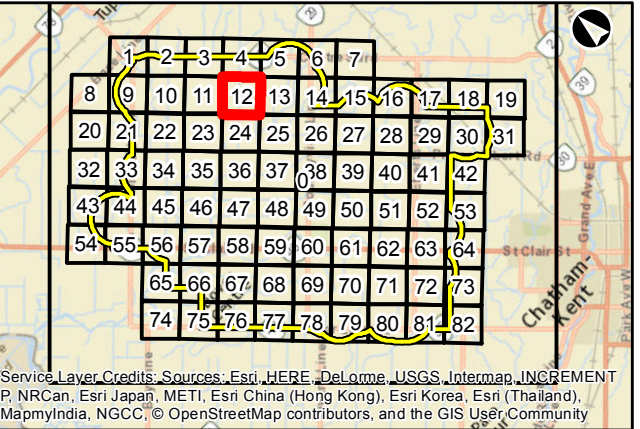 Tup
29
40
1 2 3 4 5 6 7
8 9 10 11 12 13 14 15 16 17 18 19
20 21 22 23 24 25 26 27 28 29 30 31
Rd
32 33 34 35 36 37 38 39 40 41 42
0
43 44 45 46 47 48 49 50 51 52 53
54 55 56 57 58 59 60 61 62 63 64
St Clair St
Grand Ave E
65 66 67 68 69 70 71 72 73
Chatham-
Kent
Park Ave W
74 75 76 77 78 79 80 81 82
Service Layer Credits: Sources: Esri, HERE, DeLorme, USGS, Intermap, INCREMENT
P, NRCan, Esri Japan, METI, Esri China (Hong Kong), Esri Korea, Esri (Thailand),
MapmyIndia, NGCC, © OpenStreetMap contributors, and the GIS User Community